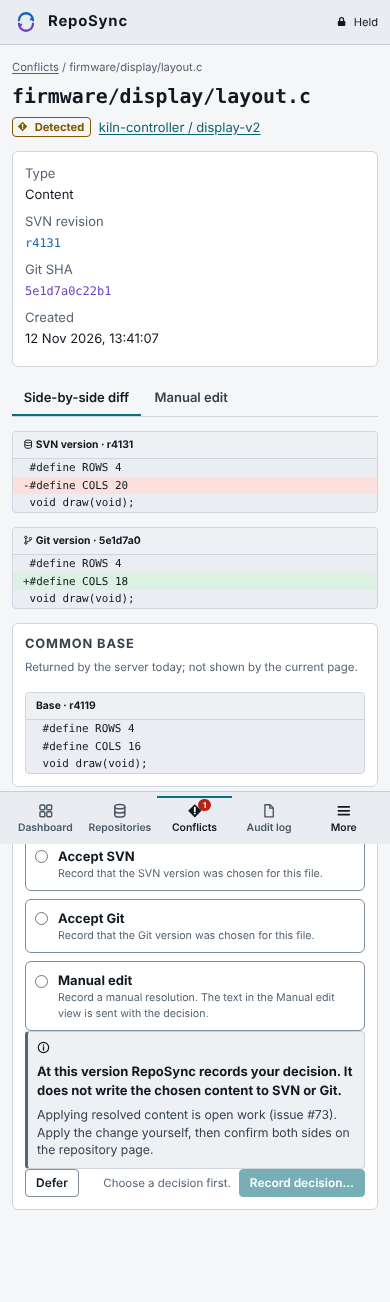 RepoSync
Held
Conflicts / firmware/display/layout.c
firmware/display/layout.c
Detected
kiln-controller / display-v2
Type
Content
SVN revision
r4131
Git SHA
5e1d7a0c22b1
Created
12 Nov 2026, 13:41:07
Side-by-side diff
Manual edit
SVN version · r4131
#define ROWS 4
-#define COLS 20
void draw(void);
Git version · 5e1d7a0
#define ROWS 4
+#define COLS 18
void draw(void);
COMMON BASE
Returned by the server today; not shown by the current page.
Base · r4119
#define ROWS 4
#define COLS 16
void draw(void);
1
Dashboard
Repositories
Conflicts
Audit log
More
Accept SVN
Record that the SVN version was chosen for this file.
Accept Git
Record that the Git version was chosen for this file.
Manual edit
Record a manual resolution. The text in the Manual edit
view is sent with the decision.
At this version RepoSync records your decision. It
does not write the chosen content to SVN or Git.
Applying resolved content is open work (issue #73).
Apply the change yourself, then confirm both sides on
the repository page.
Defer
Choose a decision first.
Record decision...